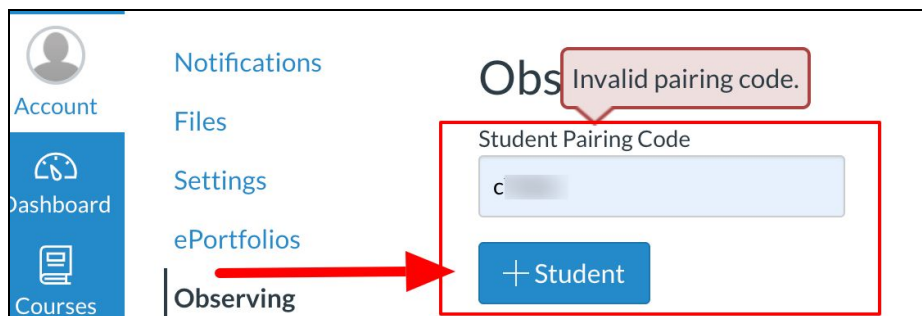 Account
Dashboard
Courses
Notifications
Files
Settings
ePortfolios
Observing
Obs
Invalid pairing code.
Student Pairing Code
c
+ Student